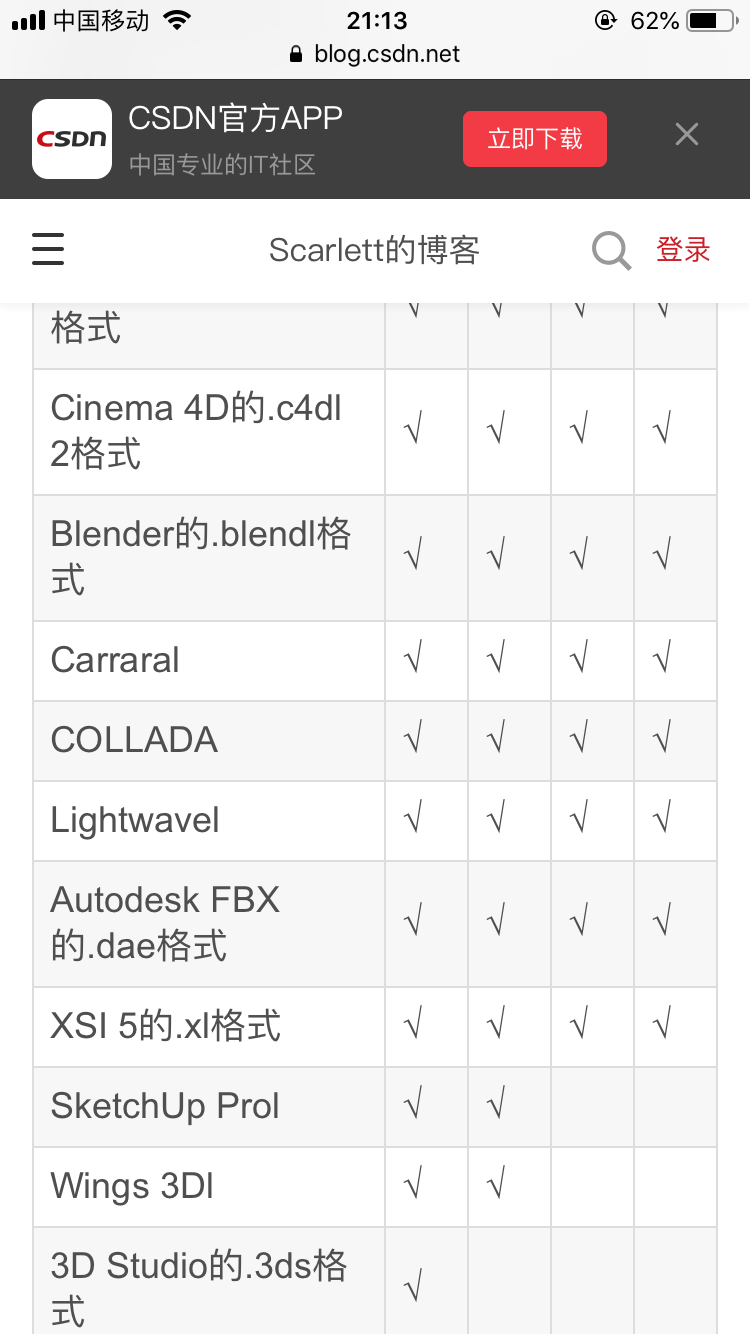 中国移动 21:13 62%
blog.csdn.net
CSDN CSDN官方APP 立即下载
中国专业的IT社区
Scarlett的博客 登录
格式 √ √ √ √
Cinema 4D的.c4dl
2格式 √ √ √ √
Blender的.blendl格
式 √ √ √ √
Carraral √ √ √ √
COLLADA √ √ √ √
Lightwavel √ √ √ √
Autodesk FBX
的.dae格式 √ √ √ √
XSI 5的.xl格式 √ √ √ √
SketchUp Prol √ √
Wings 3DI √ √
3D Studio的.3ds格
式 √